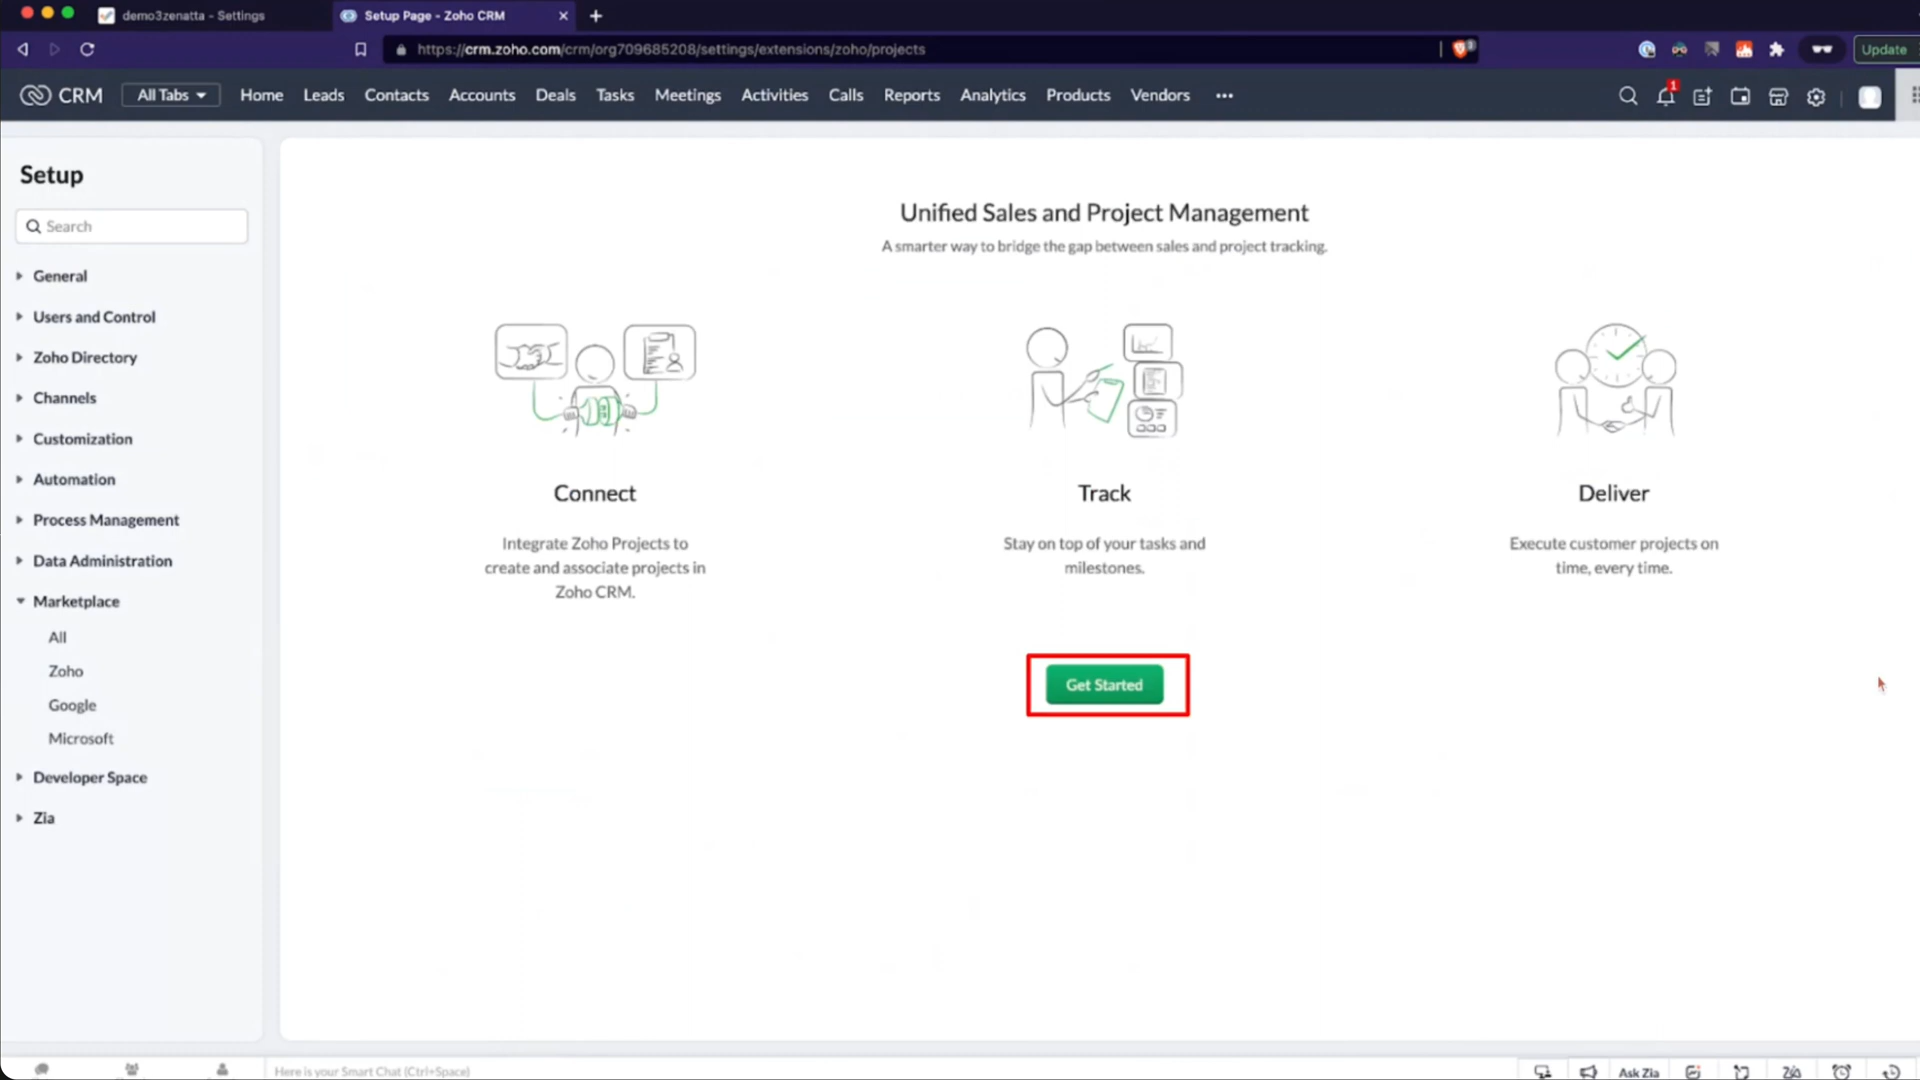 demo3zenatta - Settings
Setup Page - Zoho CRM
https://crm.zoho.com/crm/org709685208/settings/extensions/zoho/projects
Update
CRM
All Tabs
Home
Leads
Contacts
Accounts
Deals
Tasks
Meetings
Activities
Calls
Reports
Analytics
Products
Vendors
1
Setup
Search
General
Users and Control
Zoho Directory
Channels
Customization
Automation
Process Management
Data Administration
Marketplace
All
Zoho
Google
Microsoft
Developer Space
Zia
Unified Sales and Project Management
A smarter way to bridge the gap between sales and project tracking.
Connect
Integrate Zoho Projects to
create and associate projects in
Zoho CRM.
Track
Stay on top of your tasks and
milestones.
Deliver
Execute customer projects on
time, every time.
Get Started
Here is your Smart Chat (Ctrl+Space)
Ask Zia